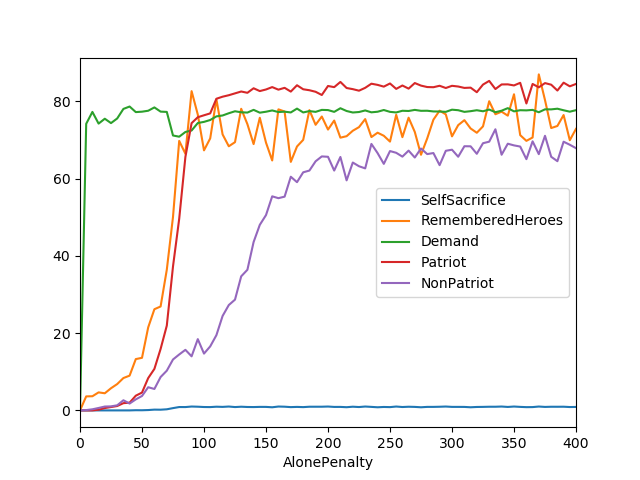 80
60
40
20
0
SelfSacrifice
RememberedHeroes
Demand
Patriot
NonPatriot
0 50 100 150 200 250 300 350 400
AlonePenalty